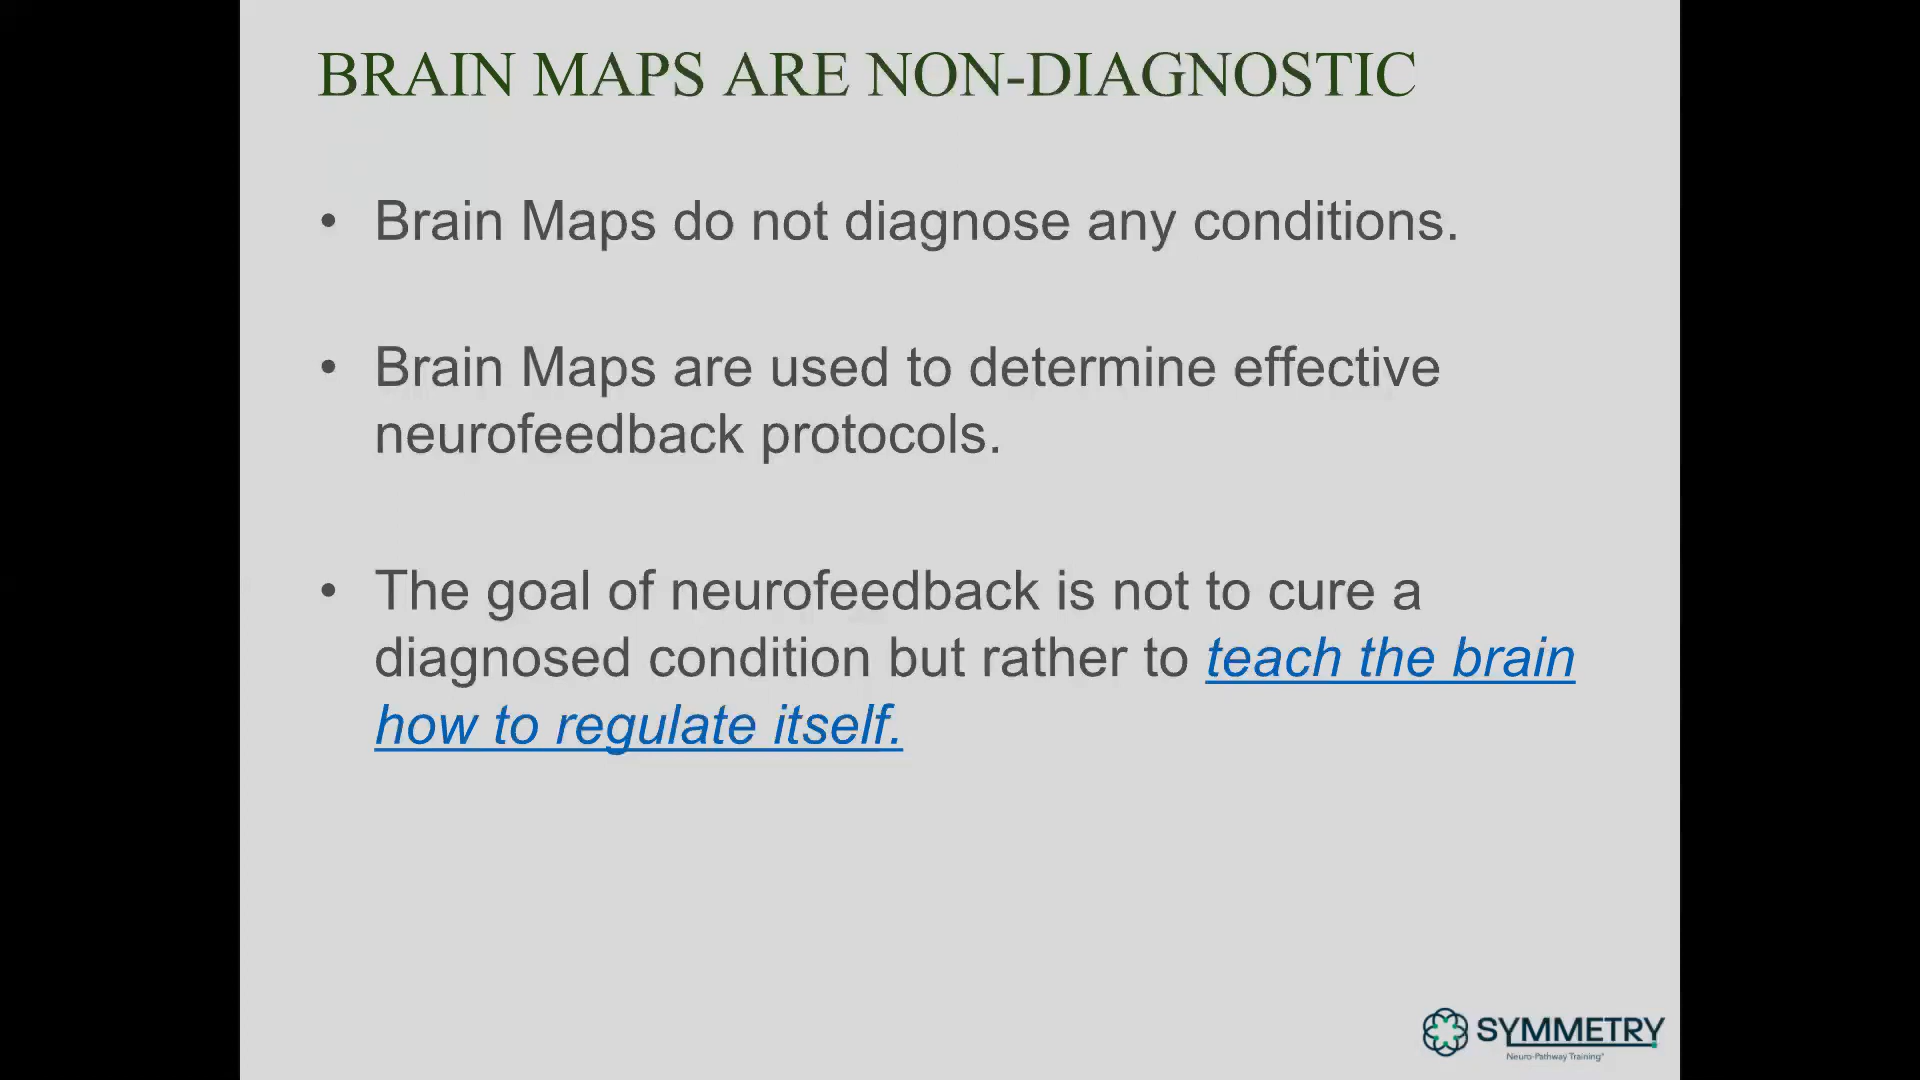 BRAIN MAPS ARE NON-DIAGNOSTIC
• Brain Maps do not diagnose any conditions.
• Brain Maps are used to determine effective
neurofeedback protocols.
• The goal of neurofeedback is not to cure a
diagnosed condition but rather to teach the brain
how to regulate itself.
SYMMETRY
Neuro-Pathway Training®